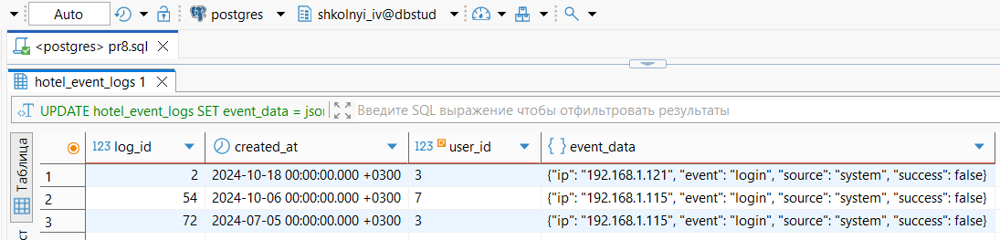 Auto postgres shkolnyi_iv@dbstud
<postgres> pr8.sql
hotel_event_logs 1
UPDATE hotel_event_logs SET event_data = jso Введите SQL выражение чтобы отфильтровать результаты
Таблица
123 log_id created_at 123 user_id { } event_data
1 2 2024-10-18 00:00:00.000 +0300 3 {"ip": "192.168.1.121", "event": "login", "source": "system", "success": false}
2 54 2024-10-06 00:00:00.000 +0300 7 {"ip": "192.168.1.115", "event": "login", "source": "system", "success": false}
3 72 2024-07-05 00:00:00.000 +0300 3 {"ip": "192.168.1.115", "event": "login", "source": "system", "success": false}